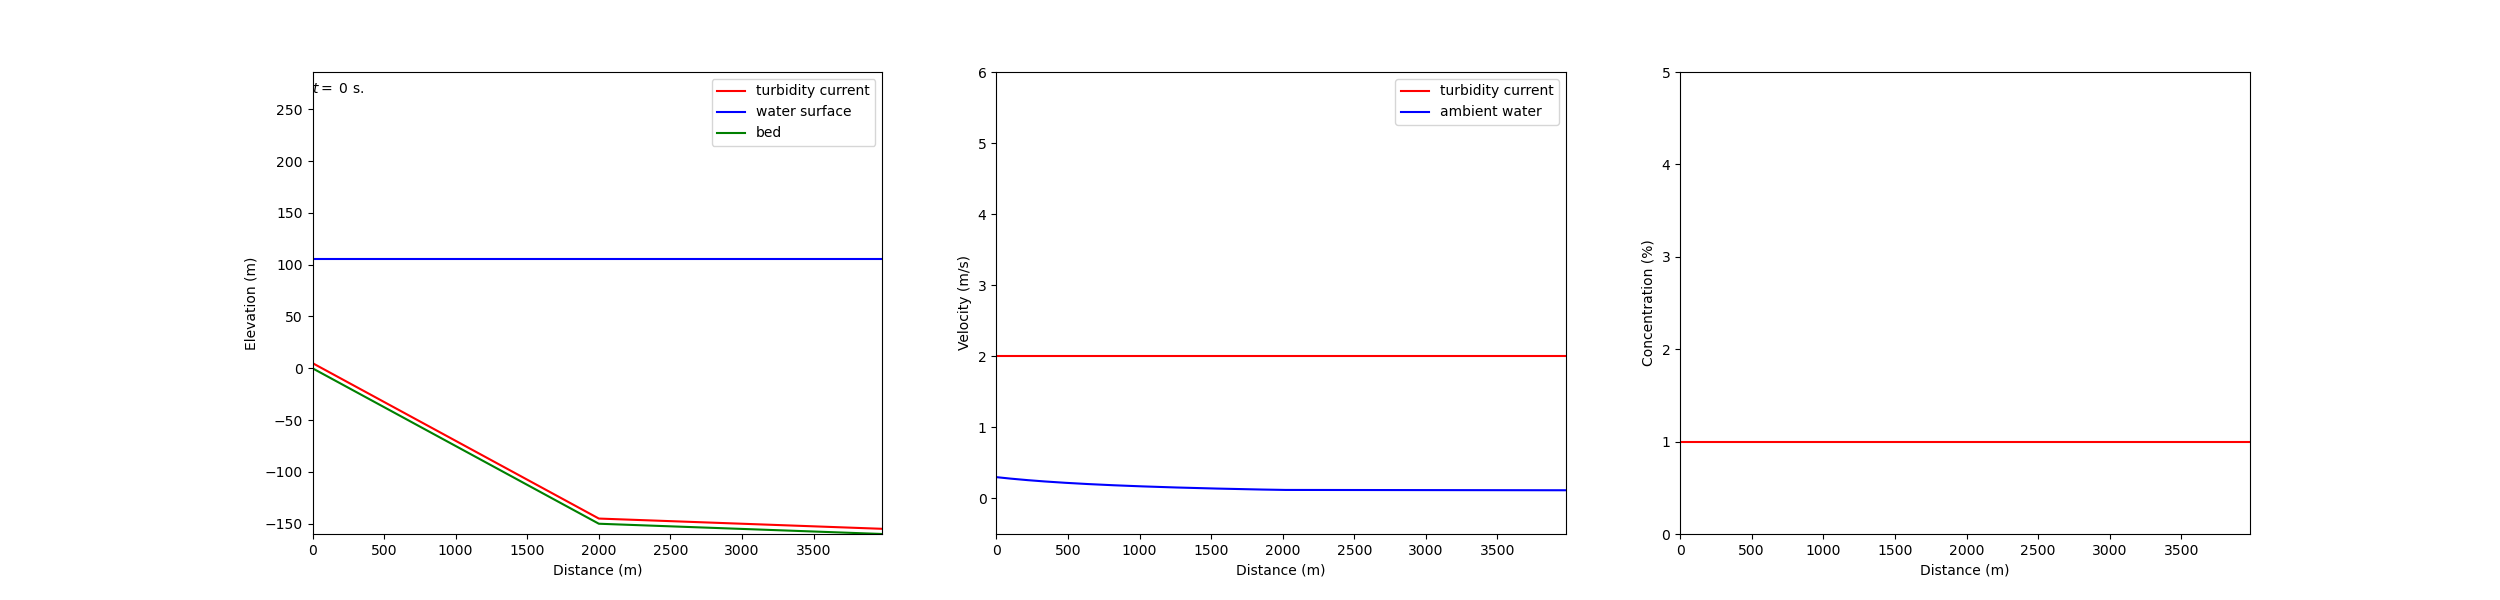 t = 0 s.
turbidity current
water surface
bed
250
200
150
100
50
0
−50
−100
−150
Elevation (m)
0 500 1000 1500 2000 2500 3000 3500
Distance (m)
turbidity current
ambient water
6
5
4
3
2
1
0
Velocity (m/s)
0 500 1000 1500 2000 2500 3000 3500
Distance (m)
5
4
3
2
1
0
Concentration (%)
0 500 1000 1500 2000 2500 3000 3500
Distance (m)